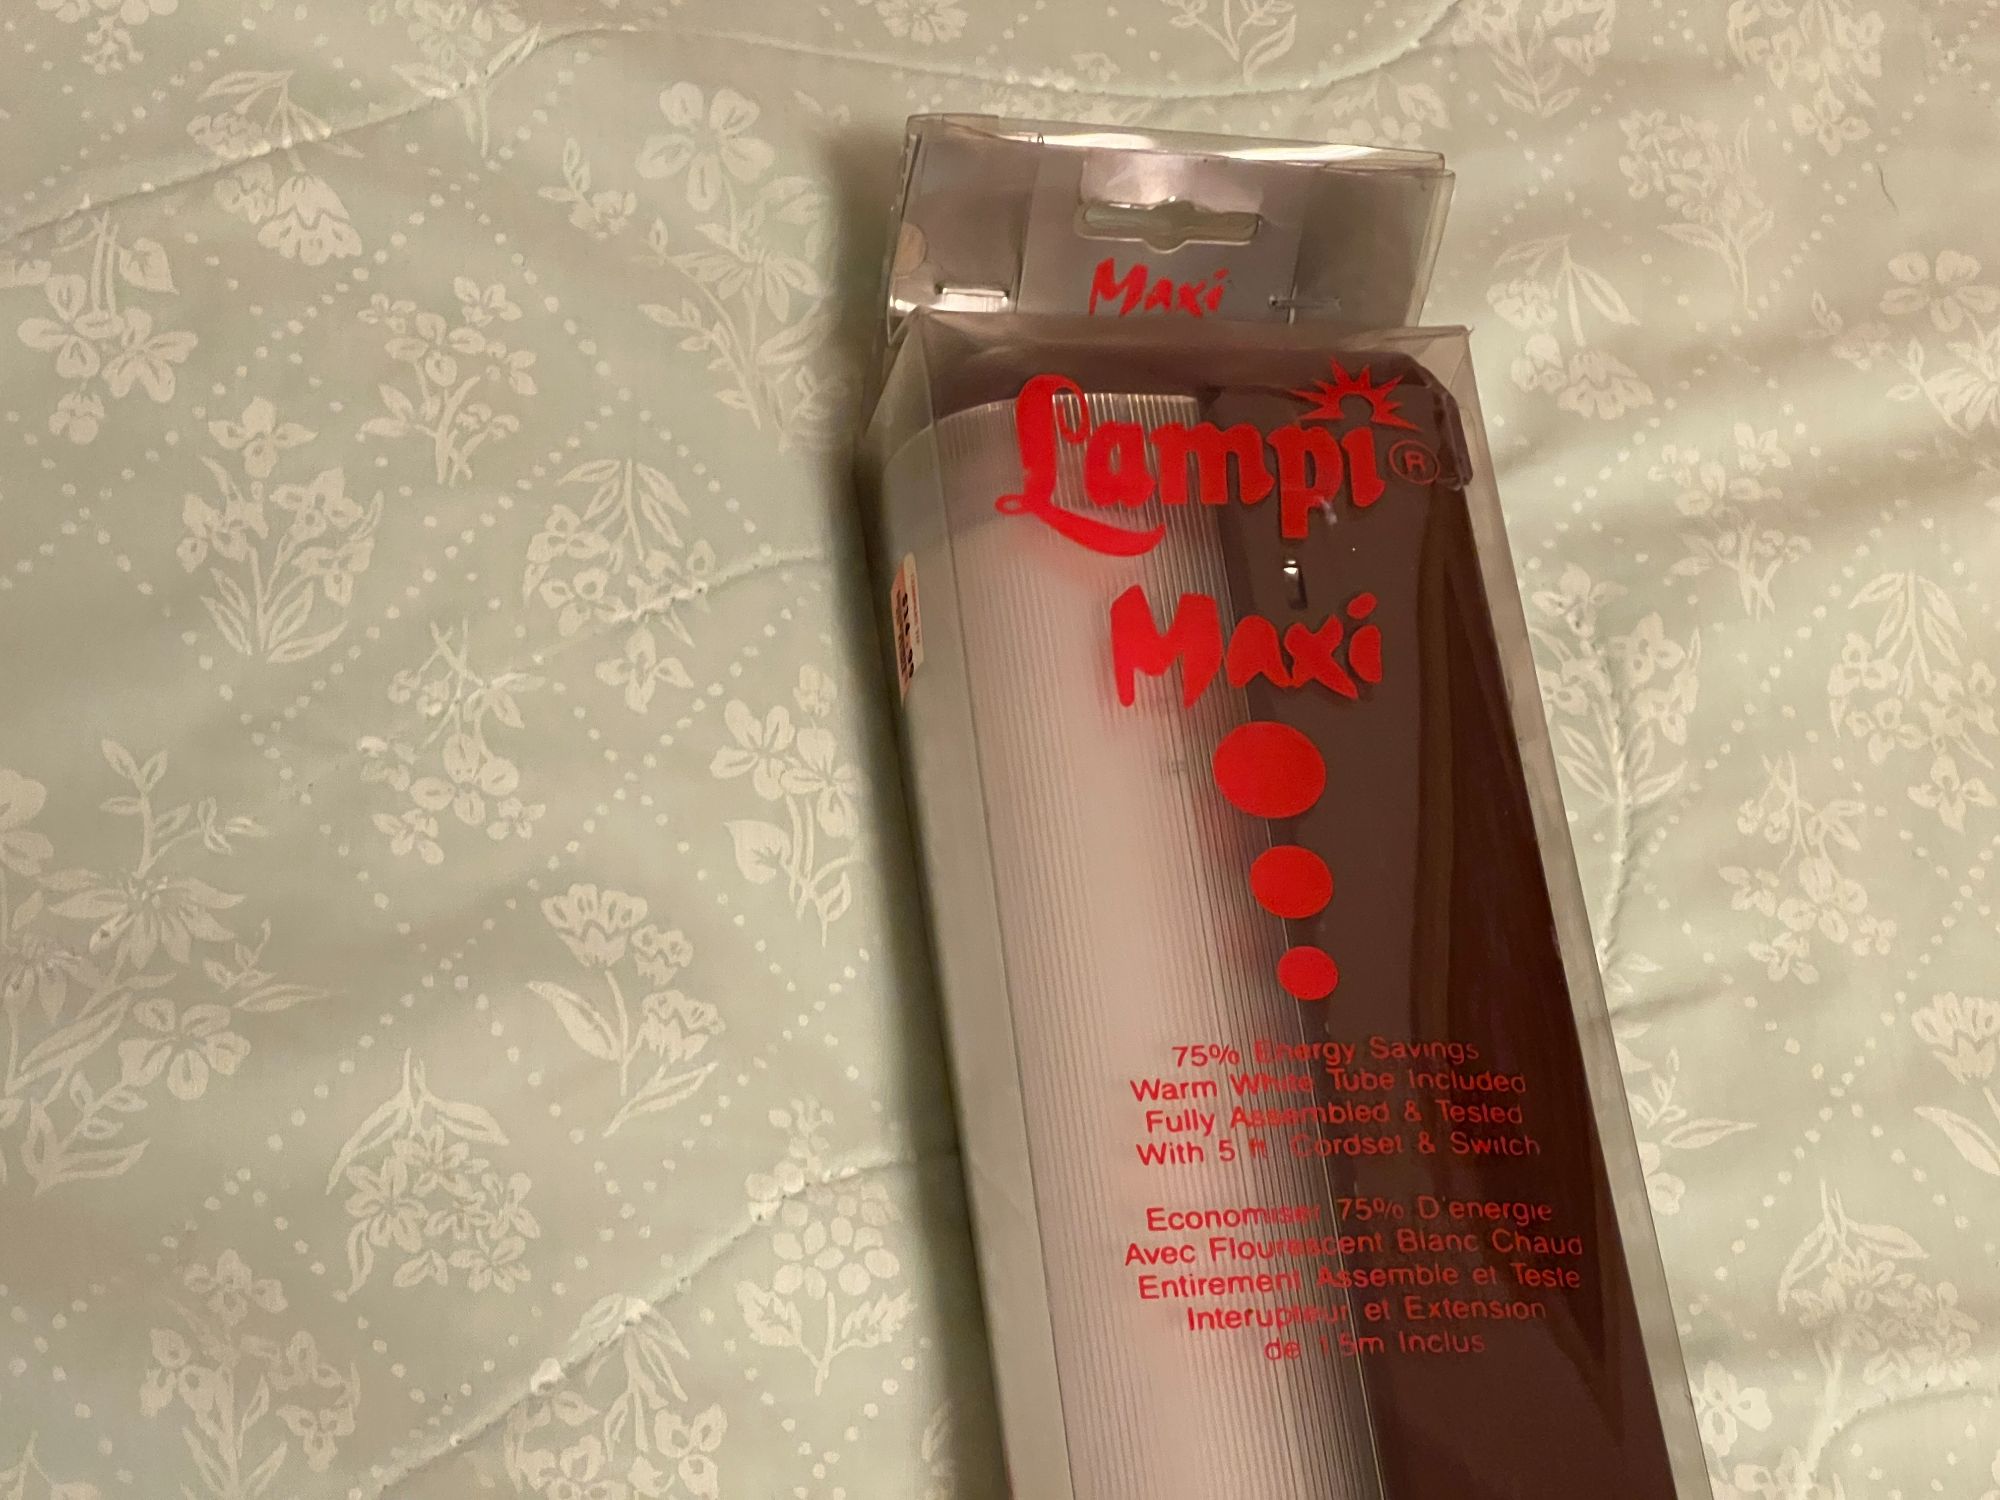 Maxi
Lampi®
Maxi
75% Energy Savings
Warm White Tube Included
Fully Assembled & Tested
With 5 ft Cordset & Switch
Economiser 75% D'energie
Avec Flourescent Blanc Chaud
Entirement Assemble et Teste
Interupteur et Extension
de 1 5m Inclus